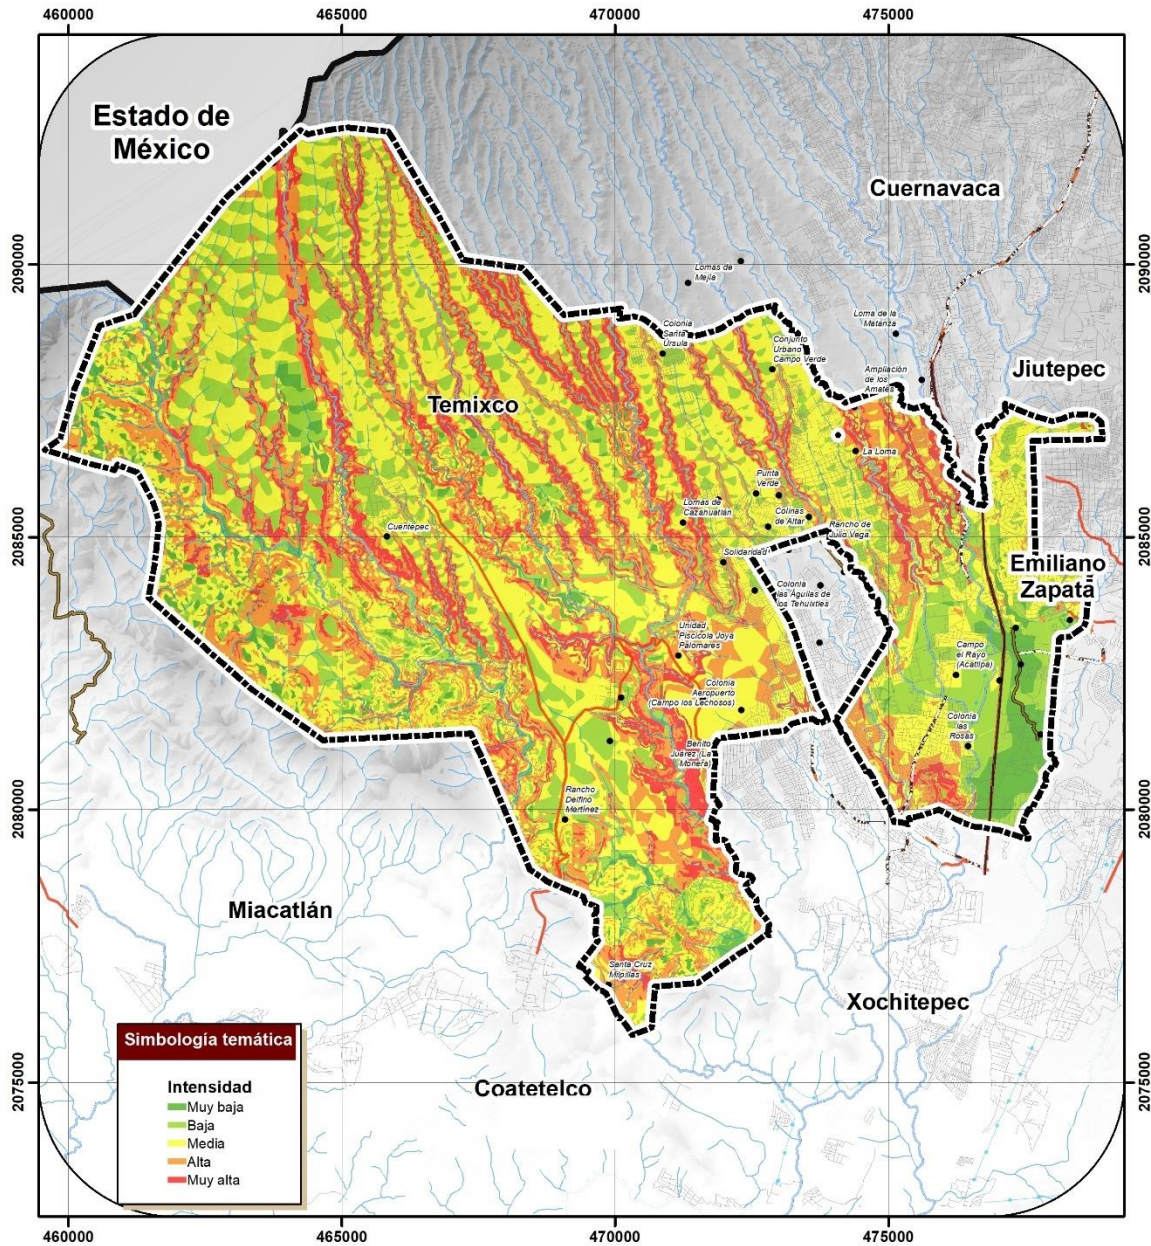 460000
465000
470000
475000
Estado de
México
Cuernavaca
2090000
2090000
Lomas de
Mejía
Loma de la
Matanza
Colonia
Santa
Úrsula
Conjunto
Urbano
Campo Verde
Ampliación
de los
Amates
Jiutepec
Temixco
La Loma
Punta
Verde
Lomas de
Cazahuatlán
Colinas
de Altar
Rancho de
Julio Vega
Cuentepec
2085000
2085000
Solidaridad
Emiliano
Zapata
Colonia
las Águilas de
los Tehuixtles
Unidad
Piscícola Joya
Palomares
Campo
el Rayo
(Acatlipa)
Colonia
Aeropuerto
(Campo los Lechosos)
Colonia
las
Rosas
Benito
Juárez (La
Monera)
Rancho
Delfino
Martínez
2080000
2080000
Miacatlán
Santa Cruz
Milpillas
Xochitepec
Simbología temática
Intensidad
Muy baja
Baja
Media
Alta
Muy alta
Coatetelco
2075000
2075000
460000
465000
470000
475000